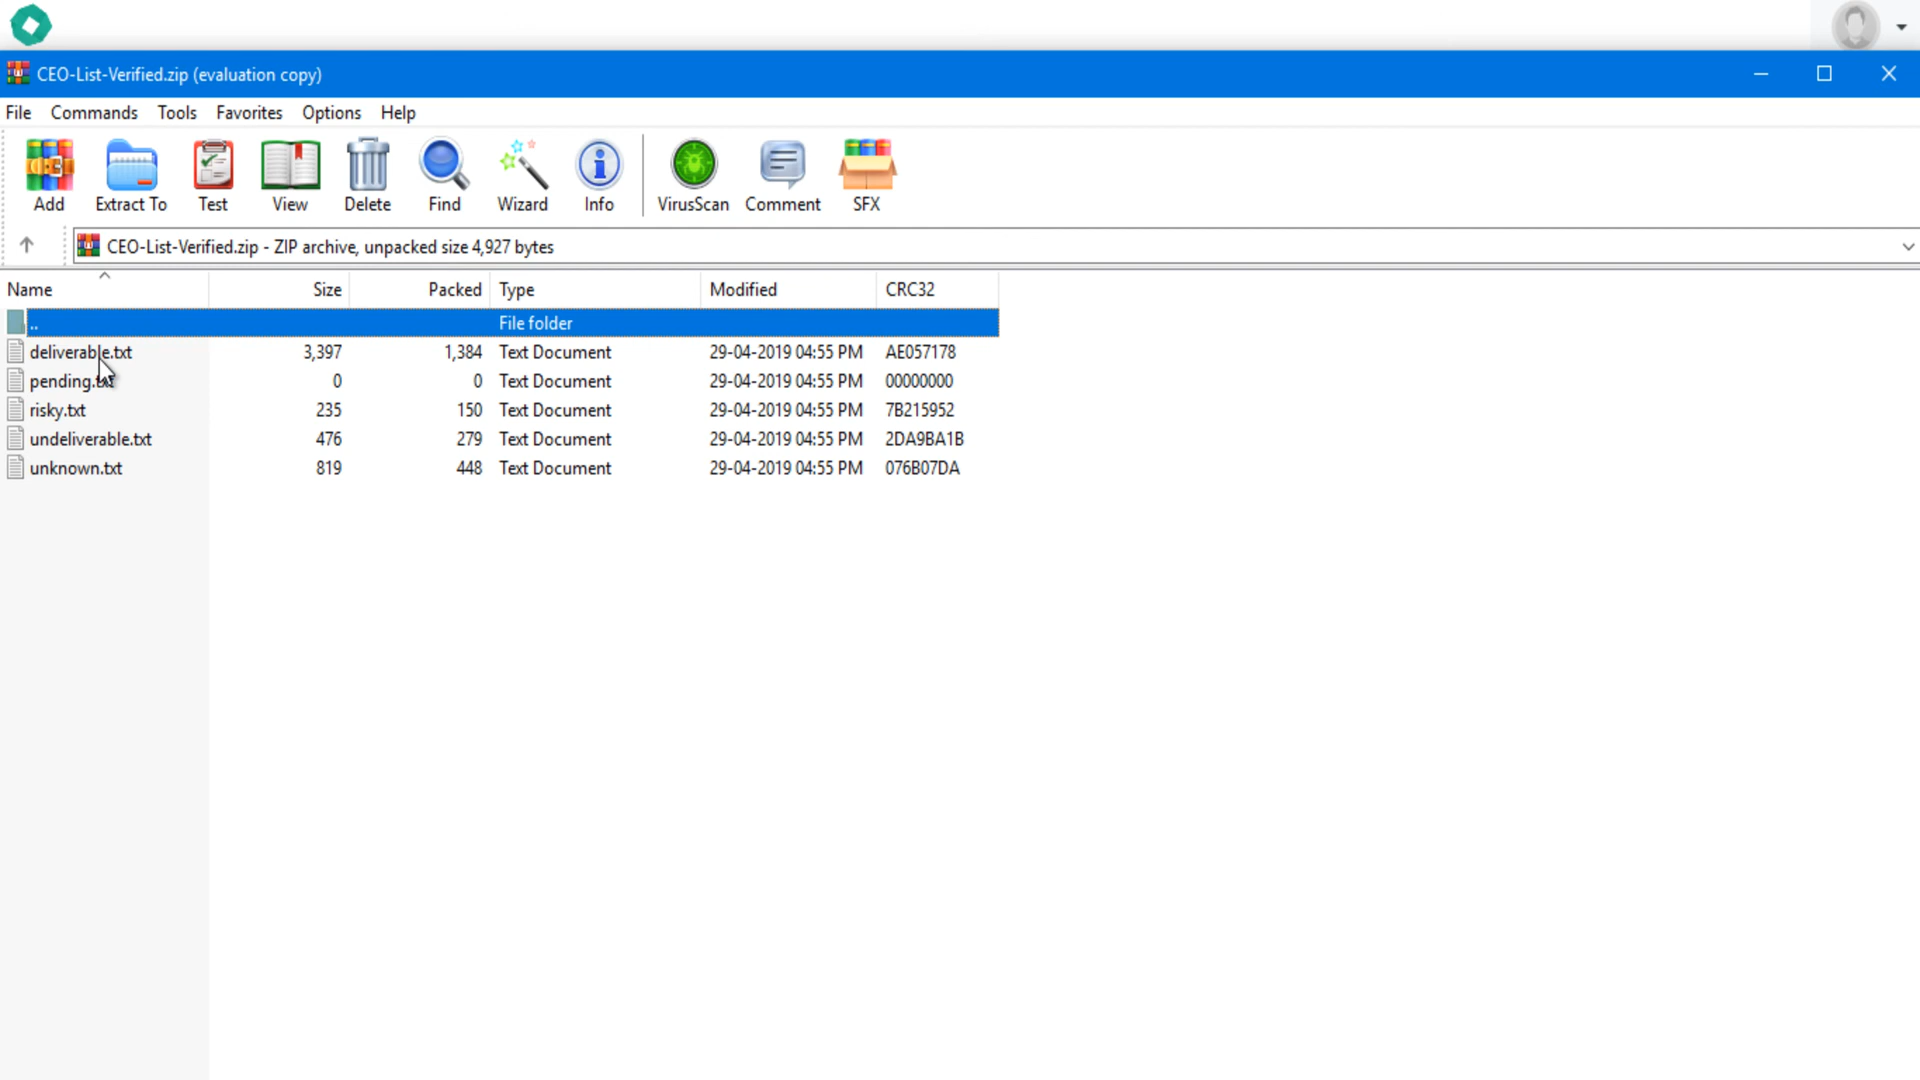 CEO-List-Verified.zip (evaluation copy)
File Commands Tools Favorites Options Help
Add Extract To Test View Delete Find Wizard Info VirusScan Comment SFX
CEO-List-Verified.zip - ZIP archive, unpacked size 4,927 bytes
Name Size Packed Type Modified CRC32
.. File folder
deliverable.txt 3,397 1,384 Text Document 29-04-2019 04:55 PM AE057178
pending.txt 0 0 Text Document 29-04-2019 04:55 PM 00000000
risky.txt 235 150 Text Document 29-04-2019 04:55 PM 7B215952
undeliverable.txt 476 279 Text Document 29-04-2019 04:55 PM 2DA9BA1B
unknown.txt 819 448 Text Document 29-04-2019 04:55 PM 076B07DA